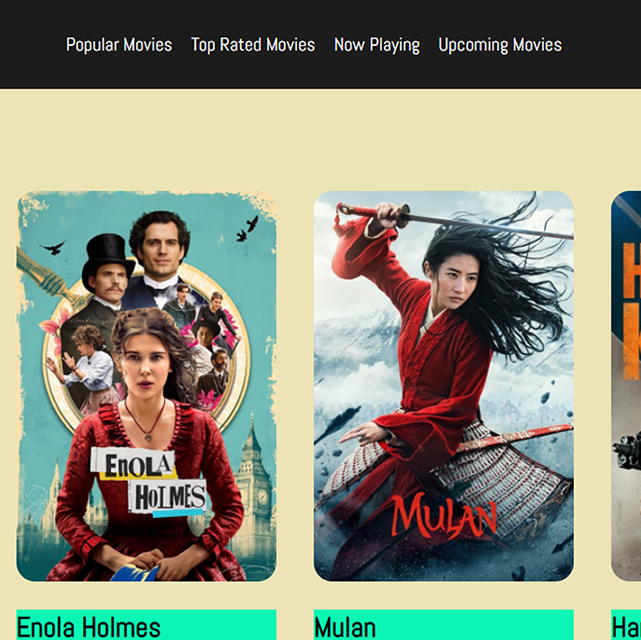 Popular Movies Top Rated Movies Now Playing Upcoming Movies
ENOLA
HOLMES
MULAN
H
Enola Holmes
Mulan
Ha